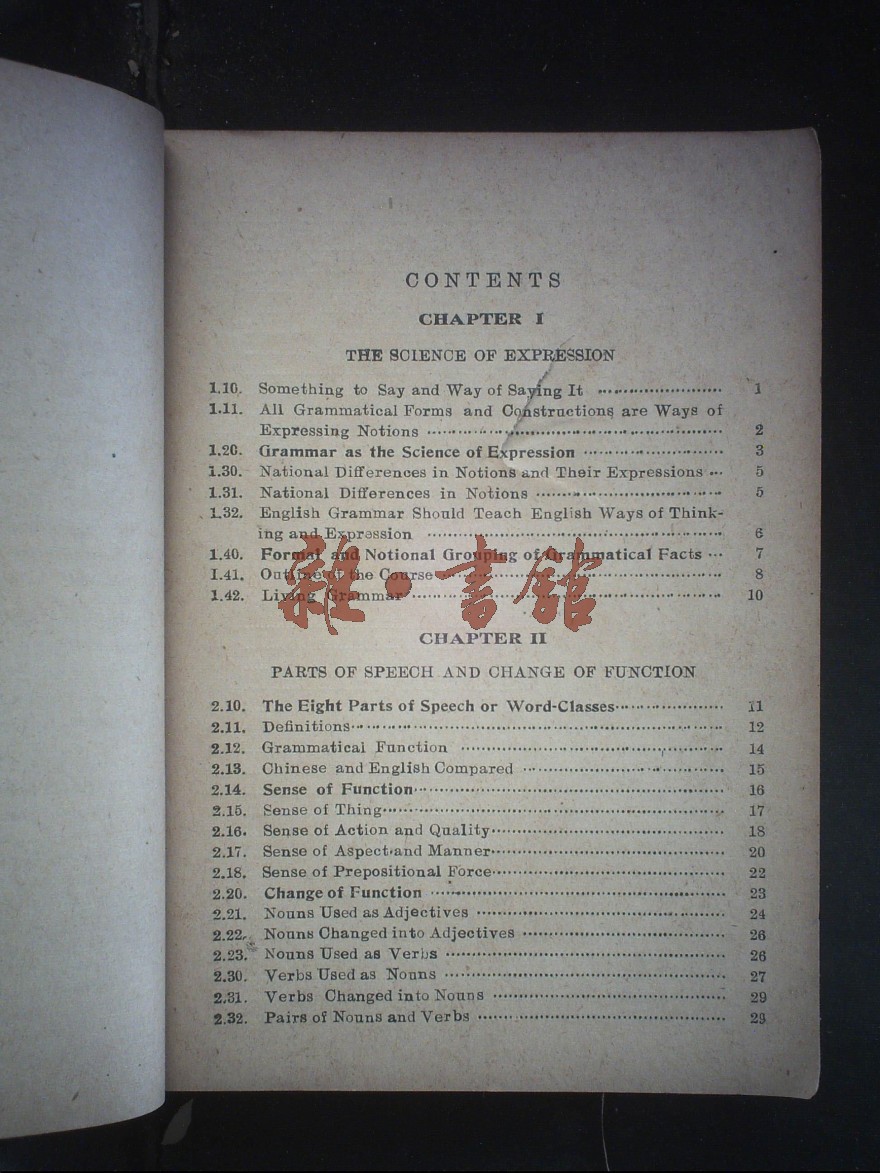 CONTENTS
CHAPTER I
THE SCIENCE OF EXPRESSION
1.10. Something to Say and Way of Saying It 1
1.11. All Grammatical Forms and Constructions are Ways of
Expressing Notions 2
1.20. Grammar as the Science of Expression 3
1.30. National Differences in Notions and Their Expressions 5
1.31. National Differences in Notions 5
1.32. English Grammar Should Teach English Ways of Think-
ing and Expression 6
1.40. Formal and Notional Grouping of Grammatical Facts 7
1.41. Outline of the Course 8
1.42. Living Grammar 10
雜·書館
CHAPTER II
PARTS OF SPEECH AND CHANGE OF FUNCTION
2.10. The Eight Parts of Speech or Word-Classes 11
2.11. Definitions 12
2.12. Grammatical Function 14
2.13. Chinese and English Compared 15
2.14. Sense of Function 16
2.15. Sense of Thing 17
2.16. Sense of Action and Quality 18
2.17. Sense of Aspect and Manner 20
2.18. Sense of Prepositional Force 22
2.20. Change of Function 23
2.21. Nouns Used as Adjectives 24
2.22. Nouns Changed into Adjectives 26
2.23. Nouns Used as Verbs 26
2.30. Verbs Used as Nouns 27
2.31. Verbs Changed into Nouns 29
2.32. Pairs of Nouns and Verbs 29